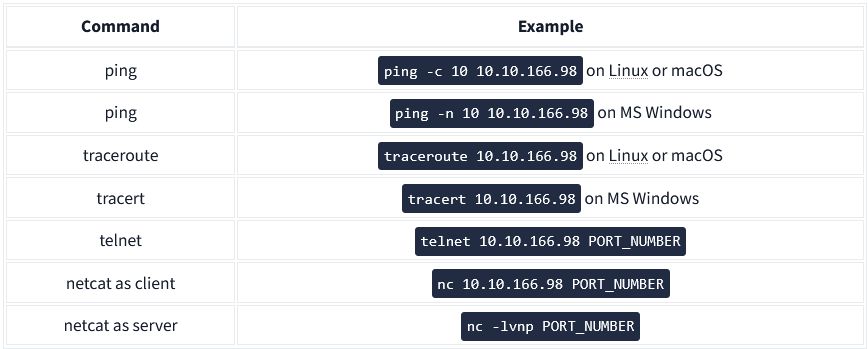 Command Example
ping ping -c 10 10.10.166.98 on Linux or macOS
ping ping -n 10 10.10.166.98 on MS Windows
traceroute traceroute 10.10.166.98 on Linux or macOS
tracert tracert 10.10.166.98 on MS Windows
telnet telnet 10.10.166.98 PORT_NUMBER
netcat as client nc 10.10.166.98 PORT_NUMBER
netcat as server nc -lvnp PORT_NUMBER